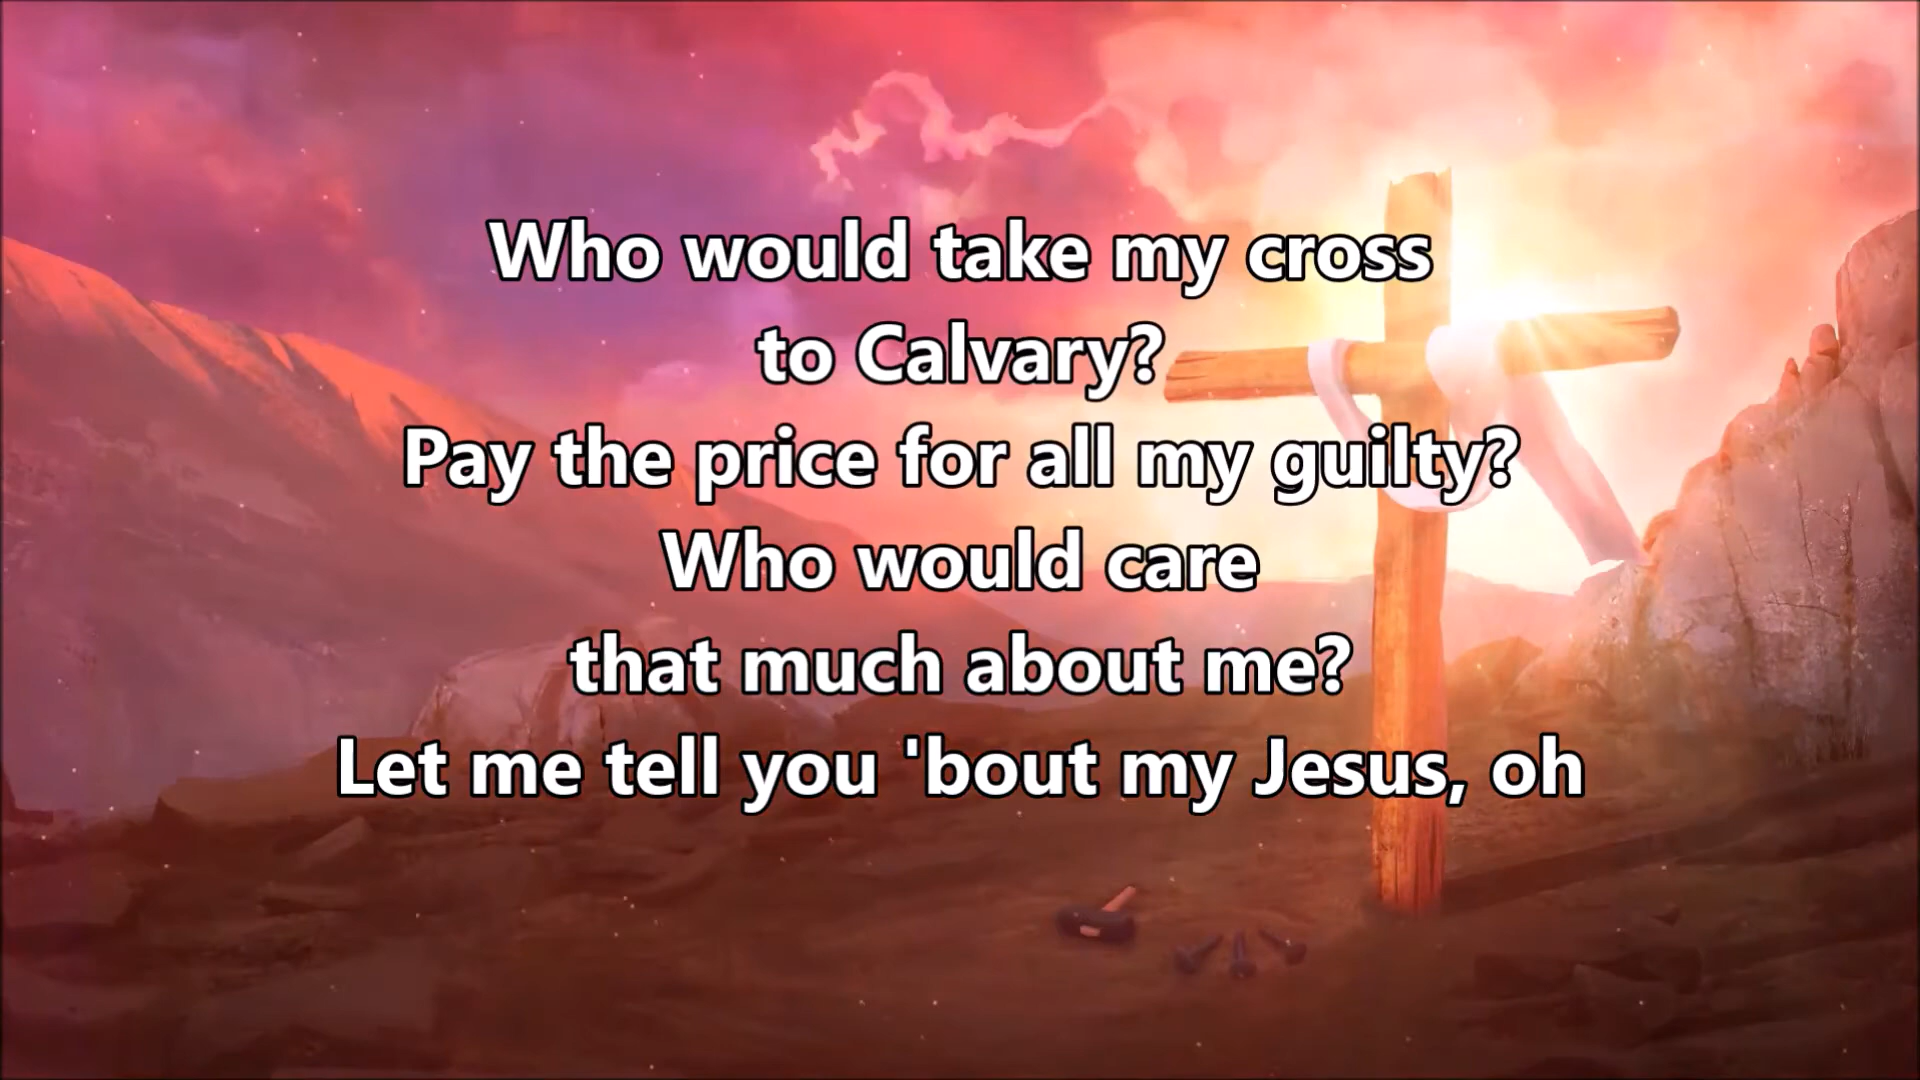 Who would take my cross
to Calvary?
Pay the price for all my guilty?
Who would care
that much about me?
Let me tell you 'bout my Jesus, oh